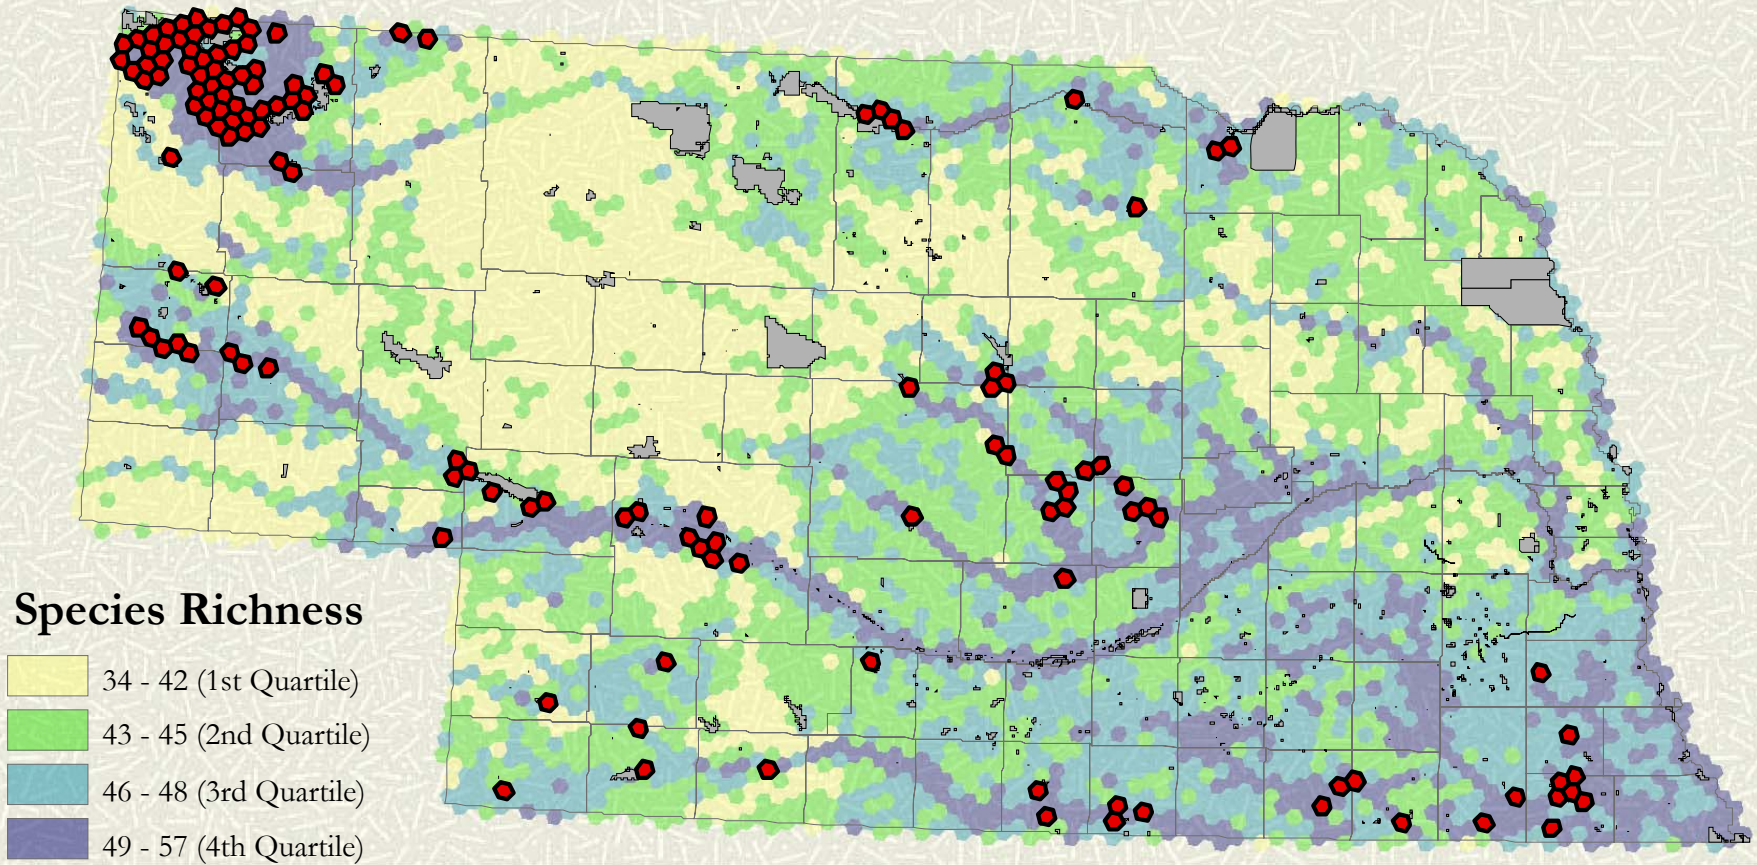 Species Richness
34 - 42 (1st Quartile)
43 - 45 (2nd Quartile)
46 - 48 (3rd Quartile)
49 - 57 (4th Quartile)